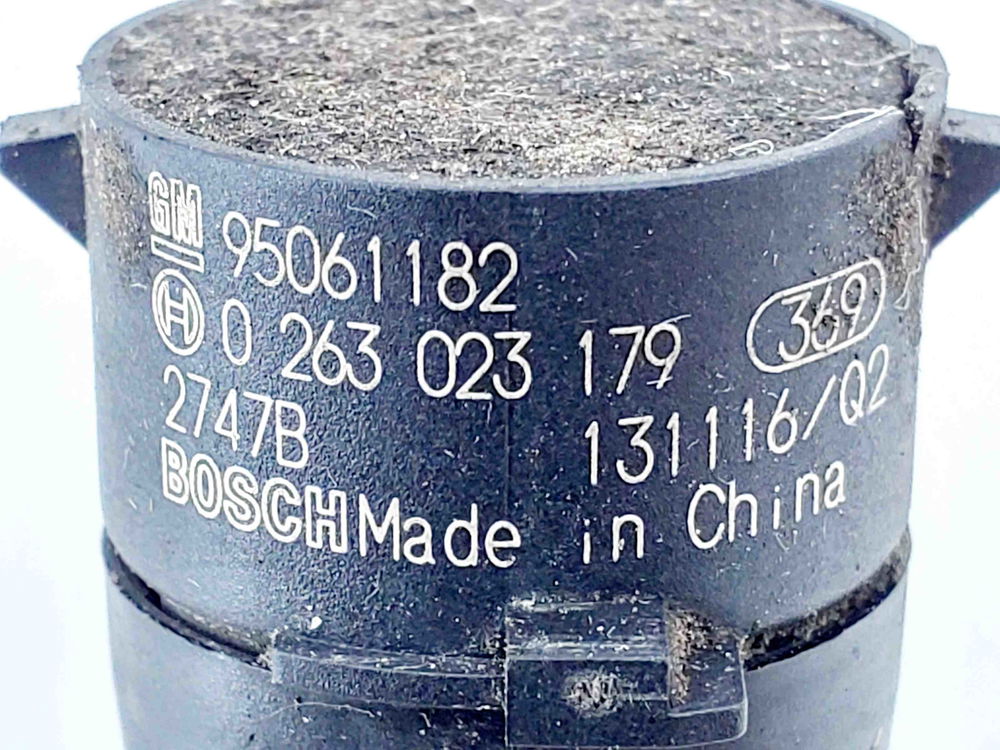 GM 95061182
H 0 263 023 179 369
2747B 131116/Q2
BOSCH Made in China